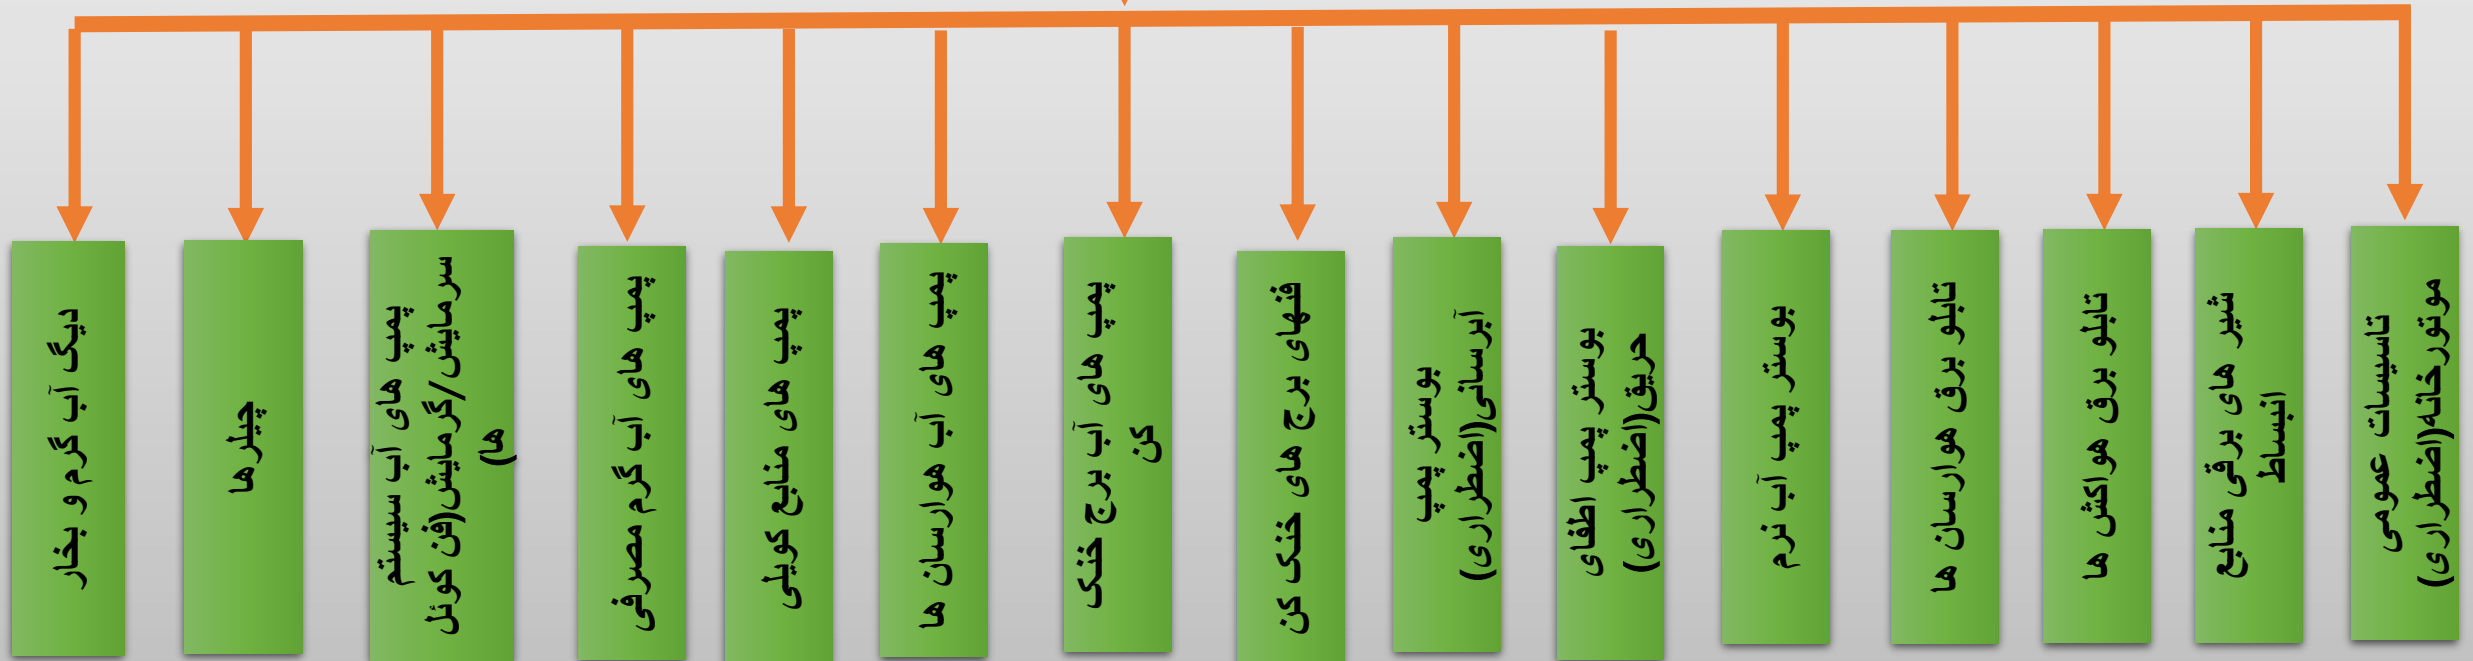 دیگ آب گرم و بخار
چیلرها
پمپ های آب سیستم
سرمایش/گرمایش(فن کوئل
ها)
پمپ های آب گرم مصرفی
پمپ های منابع کویلی
پمپ های آب هوارسان ها
پمپ های آب برج خنک
کن
فنهای برج های خنک کن
بوستر پمپ
آبرسانی(اضطراری)
بوستر پمپ اطفای
حریق(اضطراری)
بوستر پمپ آب نرم
تابلو برق هوارسان ها
تابلو برق هواکش ها
شیر های برقی منابع
انبساط
تاسیسات عمومی
موتورخانه(اضطراری)